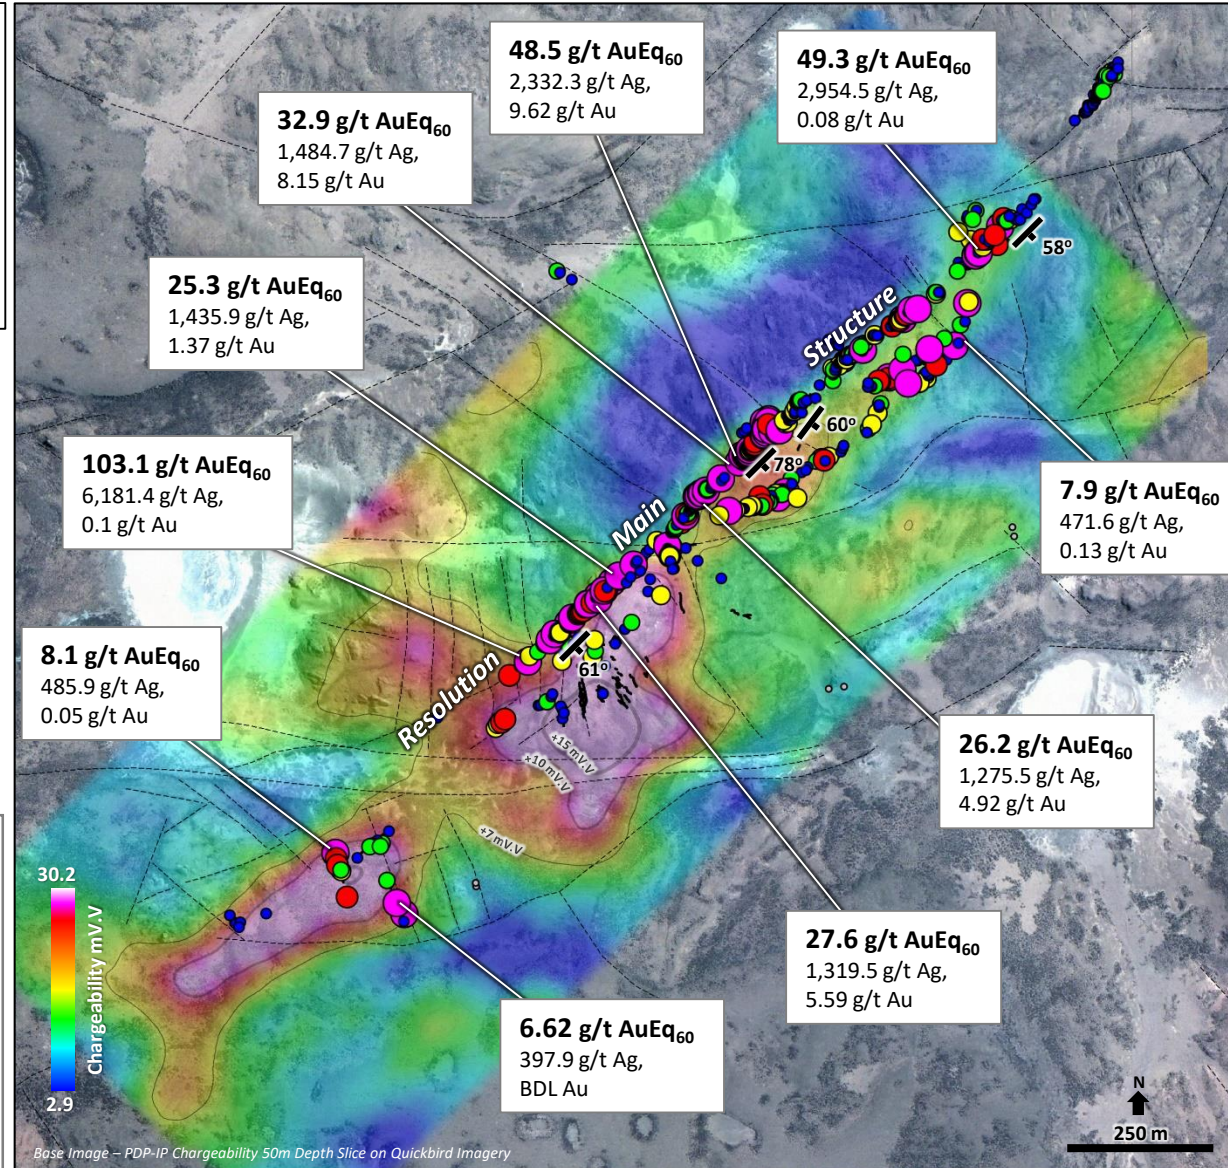 48.5 g/t AuEq60
2,332.3 g/t Ag,
9.62 g/t Au
49.3 g/t AuEq60
2,954.5 g/t Ag,
0.08 g/t Au
32.9 g/t AuEq60
1,484.7 g/t Ag,
8.15 g/t Au
25.3 g/t AuEq60
1,435.9 g/t Ag,
1.37 g/t Au
103.1 g/t AuEq60
6,181.4 g/t Ag,
0.1 g/t Au
8.1 g/t AuEq60
485.9 g/t Ag,
0.05 g/t Au
58º
Structure
60º
78º
Main
61º
Resolution
7.9 g/t AuEq60
471.6 g/t Ag,
0.13 g/t Au
26.2 g/t AuEq60
1,275.5 g/t Ag,
4.92 g/t Au
+15 mV.V
+10 mV.V
+7 mV.V
27.6 g/t AuEq60
1,319.5 g/t Ag,
5.59 g/t Au
6.62 g/t AuEq60
397.9 g/t Ag,
BDL Au
30.2
Chargeability mV.V
2.9
N
250 m
Base Image – PDP-IP Chargeability 50m Depth Slice on Quickbird Imagery